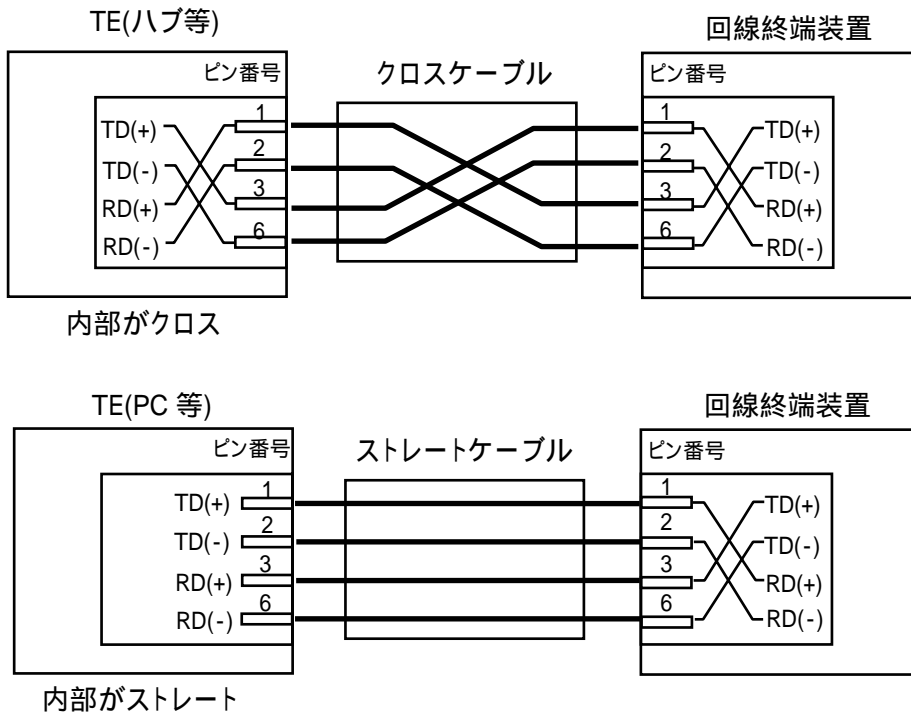 TE(ハブ等)
回線終端装置
ピン番号
クロスケーブル
ピン番号
TD(+)
TD(-)
RD(+)
RD(-)
1
2
3
6
1
2
3
6
TD(+)
TD(-)
RD(+)
RD(-)
内部がクロス
TE(PC 等)
回線終端装置
ピン番号
ストレートケーブル
ピン番号
TD(+) 1
TD(-) 2
RD(+) 3
RD(-) 6
1
2
3
6
TD(+)
TD(-)
RD(+)
RD(-)
内部がストレート